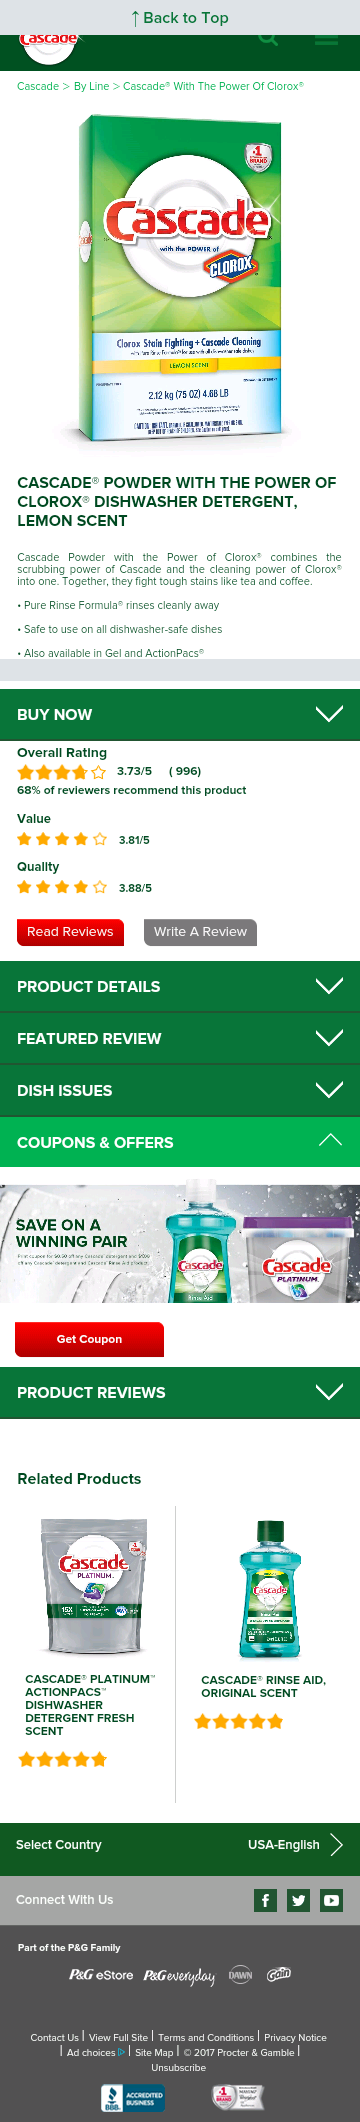 ↑ Back to Top
Cascade
Cascade > By Line > Cascade® With The Power Of Clorox®
Cascade
with the POWER of
CLOROX
Clorox Stain Fighting + Cascade Cleaning
LEMON SCENT
2.12 kg (75 OZ) 4.68 LB
CASCADE® POWDER WITH THE POWER OF
CLOROX® DISHWASHER DETERGENT,
LEMON SCENT
Cascade Powder with the Power of Clorox® combines the
scrubbing power of Cascade and the cleaning power of Clorox®
into one. Together, they fight tough stains like tea and coffee.
• Pure Rinse Formula® rinses cleanly away
• Safe to use on all dishwasher-safe dishes
• Also available in Gel and ActionPacs®
BUY NOW
Overall Rating
3.73/5 ( 996)
68% of reviewers recommend this product
Value
3.81/5
Quality
3.88/5
Read Reviews Write A Review
PRODUCT DETAILS
FEATURED REVIEW
DISH ISSUES
COUPONS & OFFERS
SAVE ON A
WINNING PAIR
Cascade
Rinse Aid
Cascade
PLATINUM
Get Coupon
PRODUCT REVIEWS
Related Products
Cascade
PLATINUM
Cascade
CASCADE® PLATINUM™
ACTIONPACS™
DISHWASHER
DETERGENT FRESH
SCENT
CASCADE® RINSE AID,
ORIGINAL SCENT
Select Country USA-English
Connect With Us
Part of the P&G Family
P&G eStore P&G everyday DAWN Gain
Contact Us | View Full Site | Terms and Conditions | Privacy Notice
| Ad choices | Site Map | © 2017 Procter & Gamble |
Unsubscribe
BBB ACCREDITED
BUSINESS